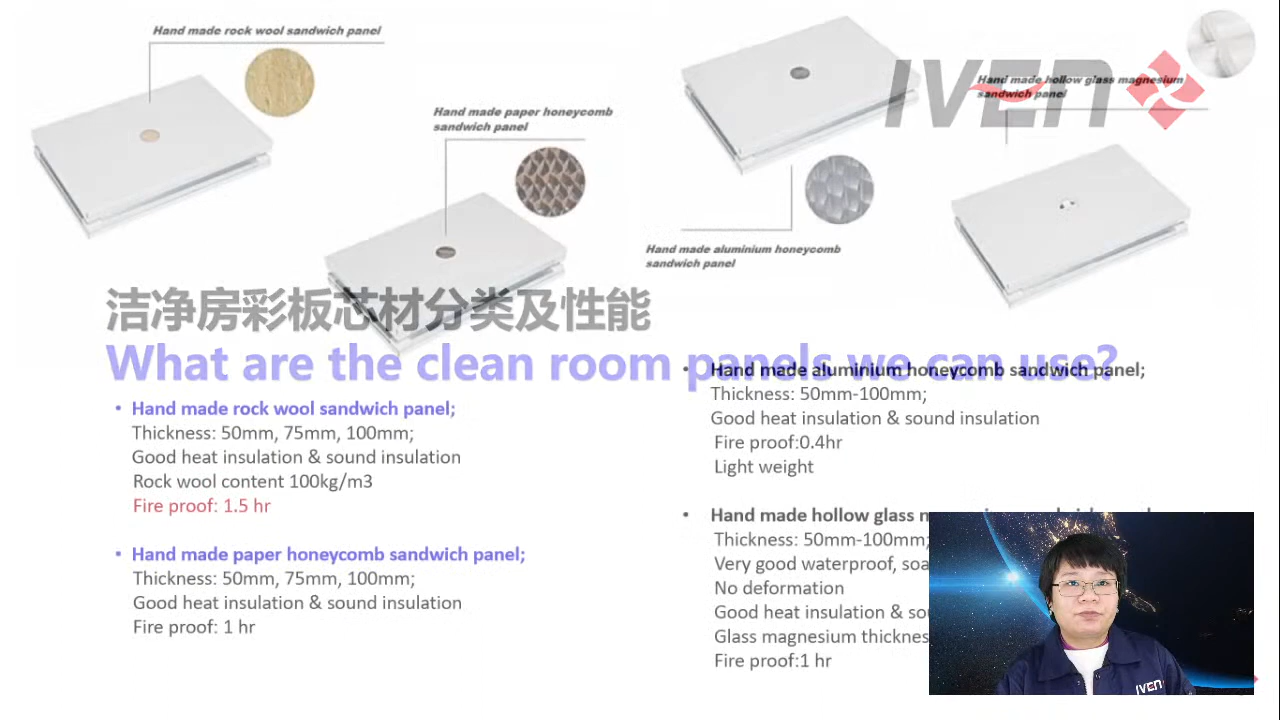 Hand made rock wool sandwich panel
Hand made paper honeycomb
sandwich panel
Hand made hollow glass magnesium
sandwich panel
IVEN
Hand made aluminium honeycomb
sandwich panel
洁净房彩板芯材分类及性能
What are the clean room panels we can use?
• Hand made rock wool sandwich panel;
Thickness: 50mm, 75mm, 100mm;
Good heat insulation & sound insulation
Rock wool content 100kg/m3
Fire proof: 1.5 hr
• Hand made paper honeycomb sandwich panel;
Thickness: 50mm, 75mm, 100mm;
Good heat insulation & sound insulation
Fire proof: 1 hr
• Hand made aluminium honeycomb sandwich panel;
Thickness: 50mm-100mm;
Good heat insulation & sound insulation
Fire proof:0.4hr
Light weight
• Hand made hollow glass
Thickness: 50mm-100mm;
Very good waterproof,
No deformation
Good heat insulation &
Glass magnesium
Fire proof:1 hr
IVEN